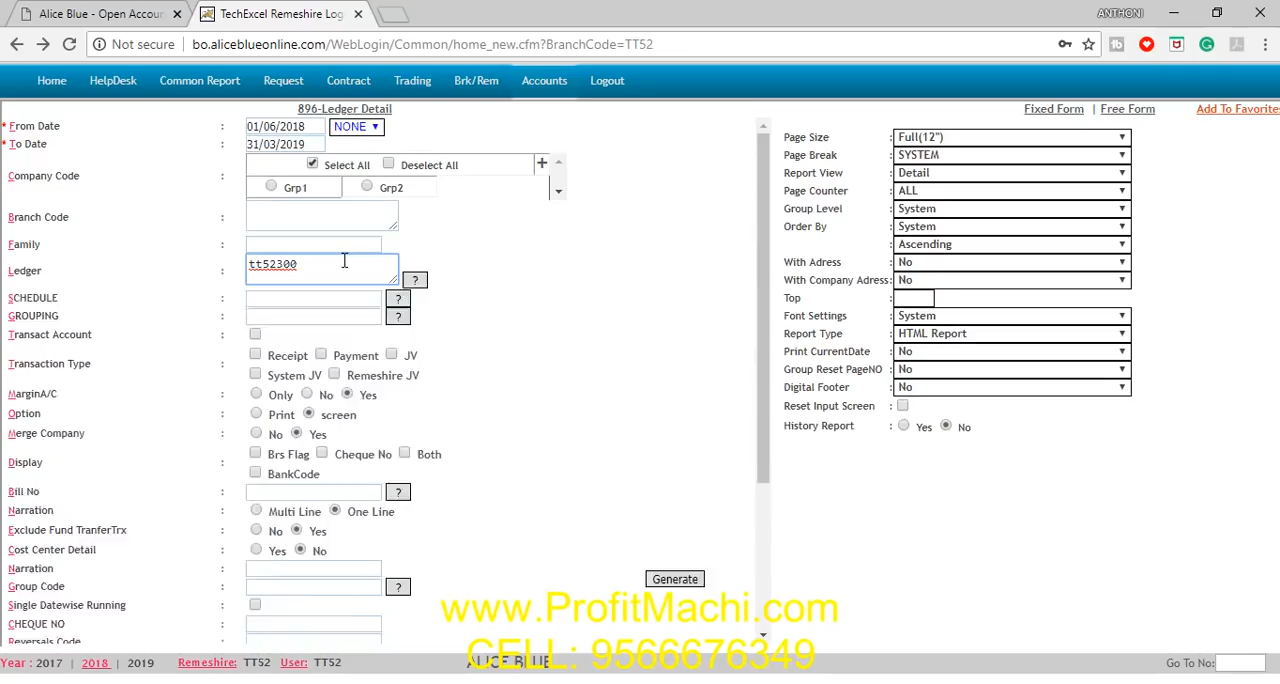 Alice Blue - Open Accoun
TechExcel Remeshire Log
ANTHONI
Not secure
bo.aliceblueonline.com/WebLogin/Common/home_new.cfm?BranchCode=TT52
Home HelpDesk Common Report Request Contract Trading Brk/Rem Accounts Logout
896-Ledger Detail
Fixed Form | Free Form
Add To Favorites
* From Date : 01/06/2018 NONE
* To Date : 31/03/2019
Company Code : Select All Deselect All +
Grp1 Grp2
Branch Code :
Family :
Ledger : tt52300 ?
SCHEDULE : ?
GROUPING : ?
Transact Account :
Transaction Type : Receipt Payment JV
System JV Remeshire JV
MarginA/C : Only No Yes
Option : Print screen
Merge Company : No Yes
Display : Brs Flag Cheque No Both
BankCode
Bill No : ?
Narration : Multi Line One Line
Exclude Fund TranferTrx : No Yes
Cost Center Detail : Yes No
Narration :
Group Code : ?
Single Datewise Running :
CHEQUE NO :
Reversals Code :
Page Size : Full(12")
Page Break : SYSTEM
Report View : Detail
Page Counter : ALL
Group Level : System
Order By : System
Ascending
With Adress : No
With Company Adress: No
Top :
Font Settings : System
Report Type : HTML Report
Print CurrentDate : No
Group Reset PageNO : No
Digital Footer : No
Reset Input Screen :
History Report : Yes No
Generate
www.ProfitMachi.com
CELL: 9566676349
Year : 2017 | 2018 | 2019 Remeshire: TT52 User: TT52 ALICE BLUE Go To No: